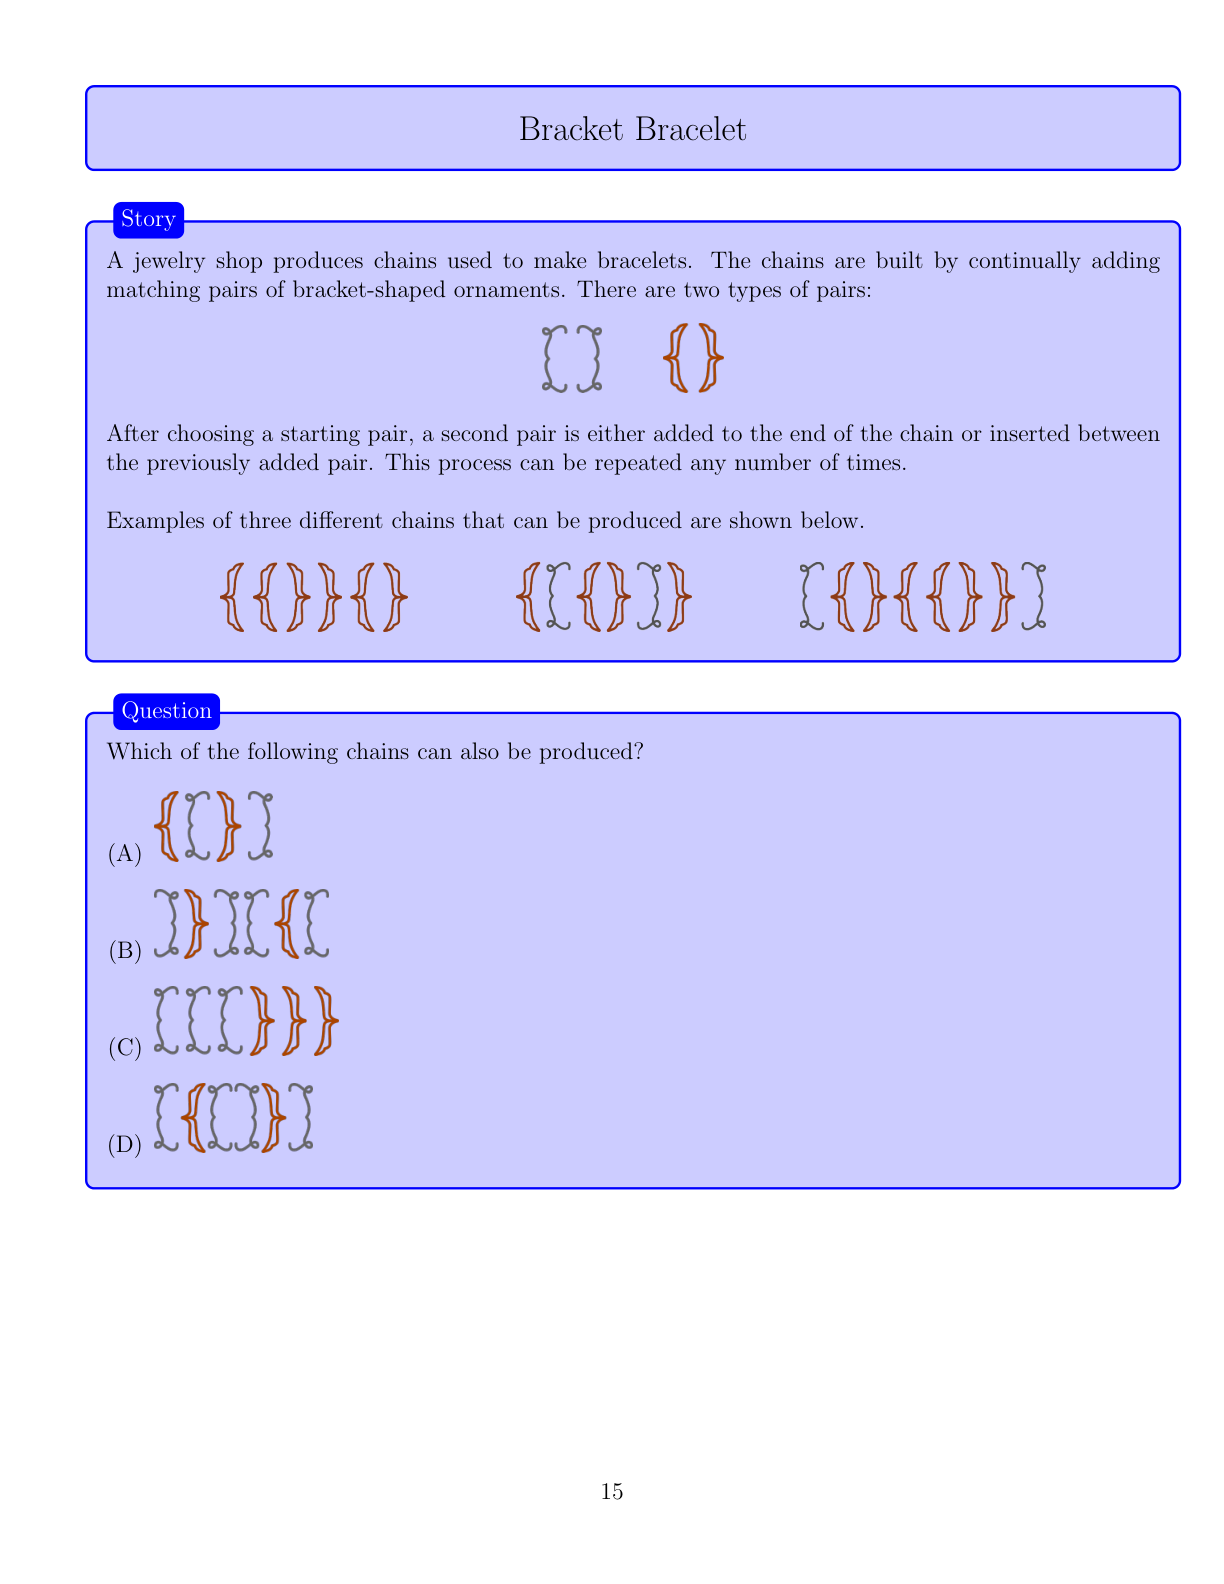 Bracket Bracelet
Story
A jewelry shop produces chains used to make bracelets. The chains are built by continually adding
matching pairs of bracket-shaped ornaments. There are two types of pairs:
[ ] { }
After choosing a starting pair, a second pair is either added to the end of the chain or inserted between
the previously added pair. This process can be repeated any number of times.
Examples of three different chains that can be produced are shown below.
{ { } } { } { [ { } ] } [ { } { { } } ]
Question
Which of the following chains can also be produced?
(A) { [ } ]
(B) ] } ] [ { [
(C) [ [ [ } } }
(D) [ { [ ] } ]
15